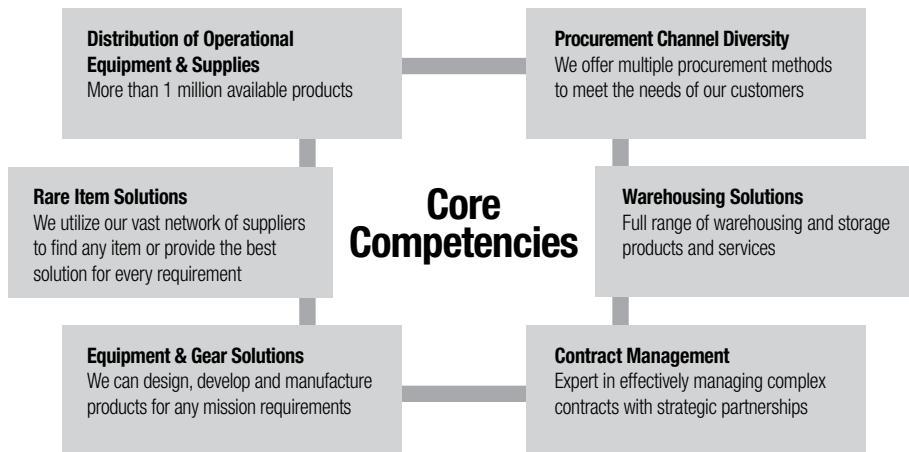 Distribution of Operational
Equipment & Supplies
More than 1 million available products
Procurement Channel Diversity
We offer multiple procurement methods
to meet the needs of our customers
Rare Item Solutions
We utilize our vast network of suppliers
to find any item or provide the best
solution for every requirement
Core
Competencies
Warehousing Solutions
Full range of warehousing and storage
products and services
Equipment & Gear Solutions
We can design, develop and manufacture
products for any mission requirements
Contract Management
Expert in effectively managing complex
contracts with strategic partnerships